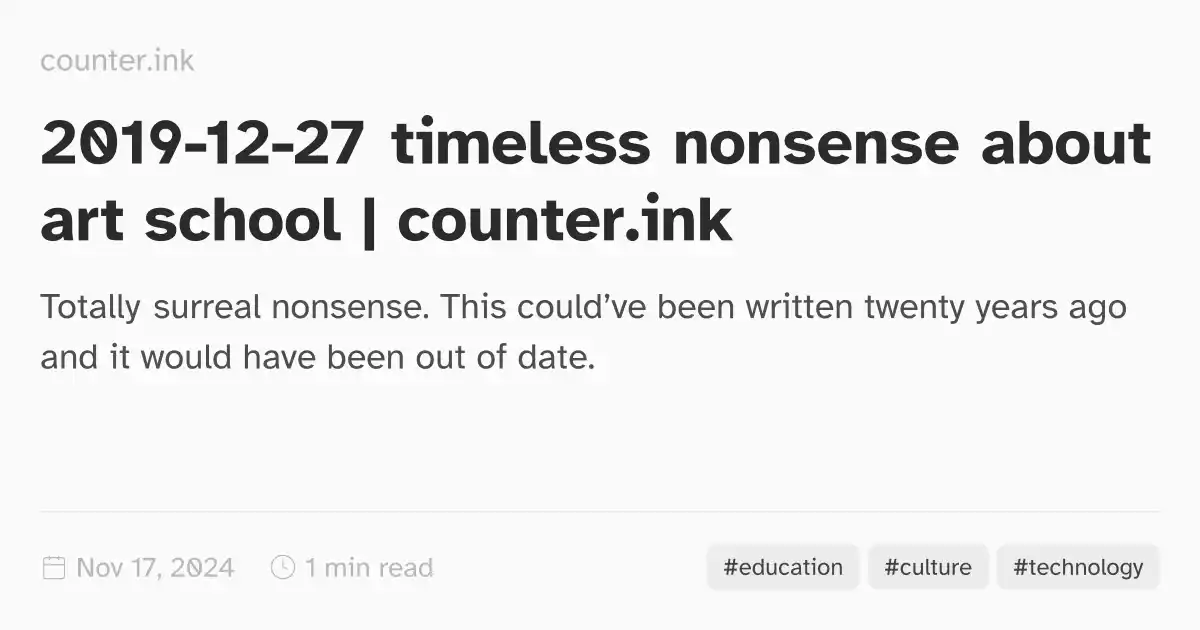 counter.ink
2019-12-27 timeless nonsense about
art school | counter.ink
Totally surreal nonsense. This could’ve been written twenty years ago
and it would have been out of date.
Nov 17, 2024 1 min read #education #culture #technology